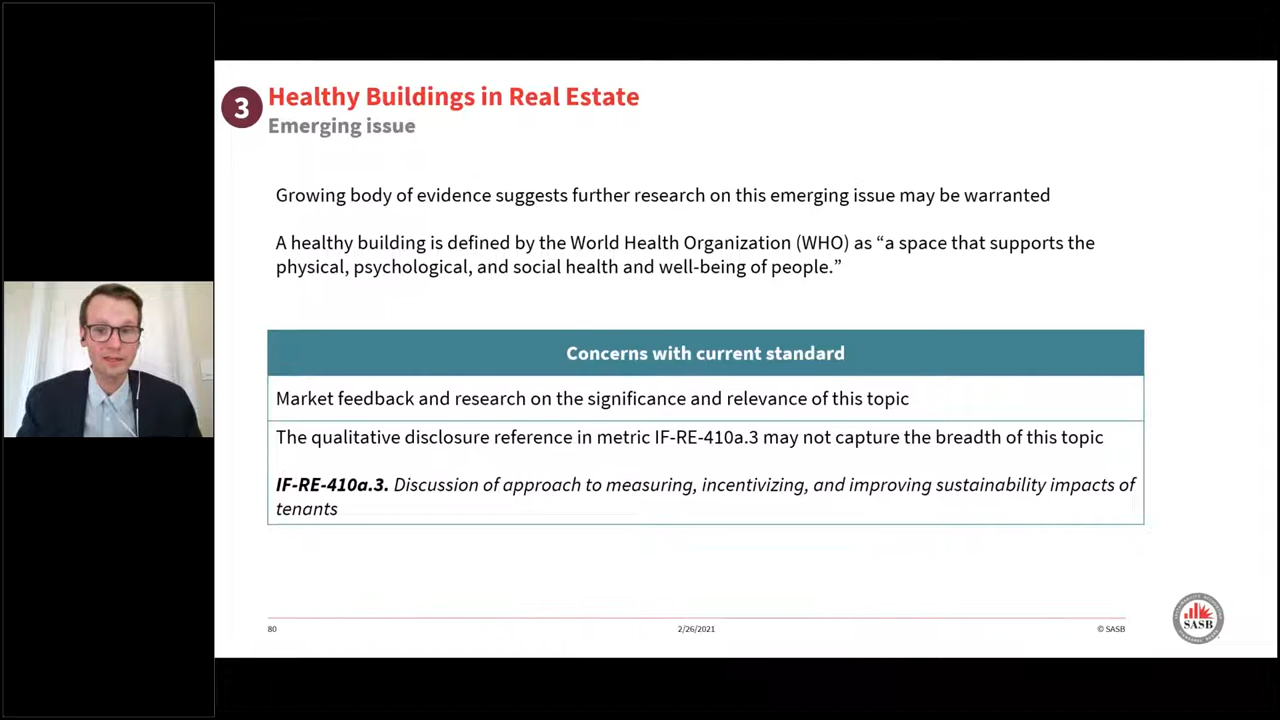 3
Healthy Buildings in Real Estate
Emerging issue
Growing body of evidence suggests further research on this emerging issue may be warranted
A healthy building is defined by the World Health Organization (WHO) as “a space that supports the
physical, psychological, and social health and well-being of people.”
Concerns with current standard
Market feedback and research on the significance and relevance of this topic
The qualitative disclosure reference in metric IF-RE-410a.3 may not capture the breadth of this topic
IF-RE-410a.3. Discussion of approach to measuring, incentivizing, and improving sustainability impacts of
tenants
80
2/26/2021
© SASB
SASB